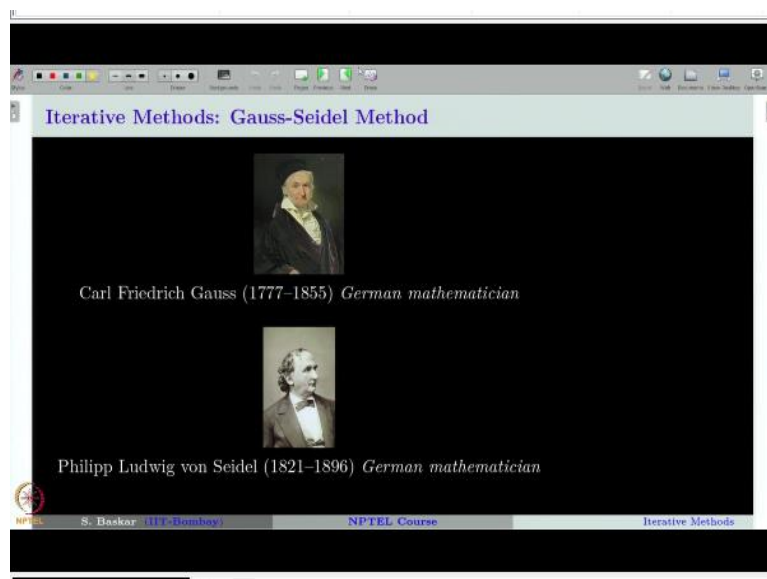 Iterative Methods: Gauss-Seidel Method
Carl Friedrich Gauss (1777–1855) German mathematician
Philipp Ludwig von Seidel (1821–1896) German mathematician
NPTEL
S. Baskar (IIT-Bombay) NPTEL Course Iterative Methods